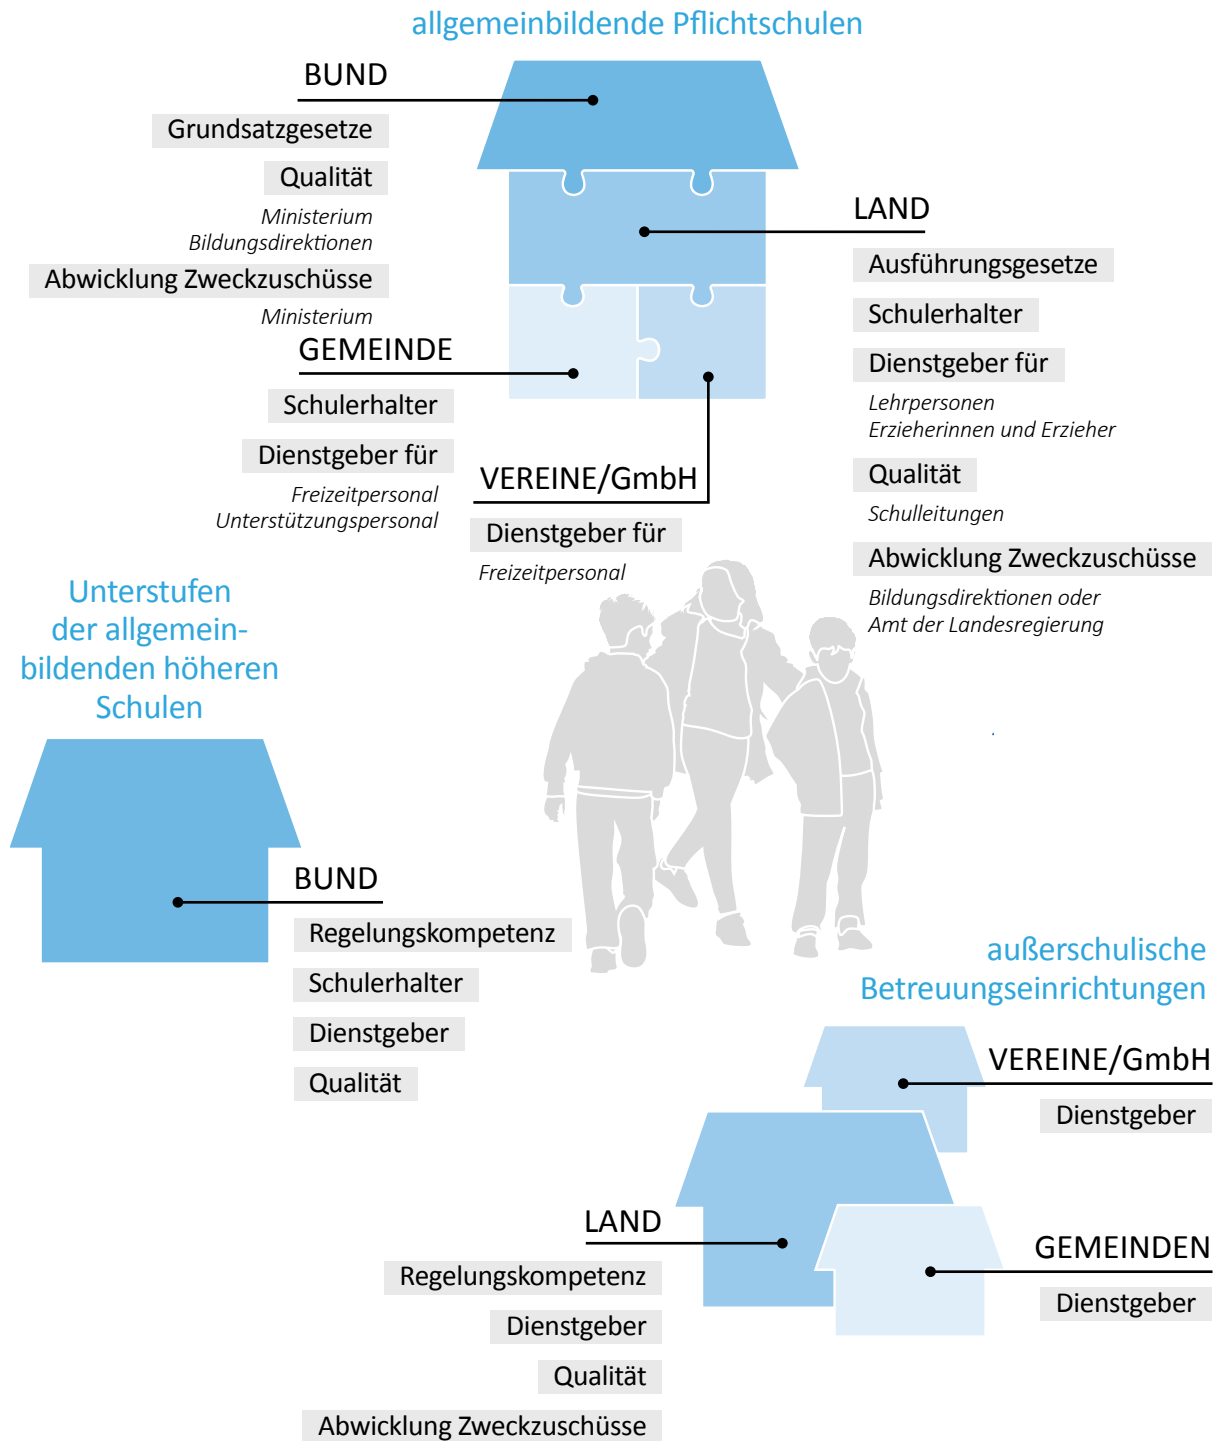 allgemeinbildende Pflichtschulen
BUND
Grundsatzgesetze
Qualität
Ministerium
Bildungsdirektionen
Abwicklung Zweckzuschüsse
Ministerium
GEMEINDE
Schulerhalter
Dienstgeber für
Freizeitpersonal
Unterstützungspersonal
VEREINE/GmbH
Dienstgeber für
Freizeitpersonal
LAND
Ausführungsgesetze
Schulerhalter
Dienstgeber für
Lehrpersonen
Erzieherinnen und Erzieher
Qualität
Schulleitungen
Abwicklung Zweckzuschüsse
Bildungsdirektionen oder
Amt der Landesregierung
Unterstufen
der allgemein-
bildenden höheren
Schulen
BUND
Regelungskompetenz
Schulerhalter
Dienstgeber
Qualität
außerschulische
Betreuungseinrichtungen
VEREINE/GmbH
Dienstgeber
LAND
Regelungskompetenz
Dienstgeber
Qualität
Abwicklung Zweckzuschüsse
GEMEINDEN
Dienstgeber